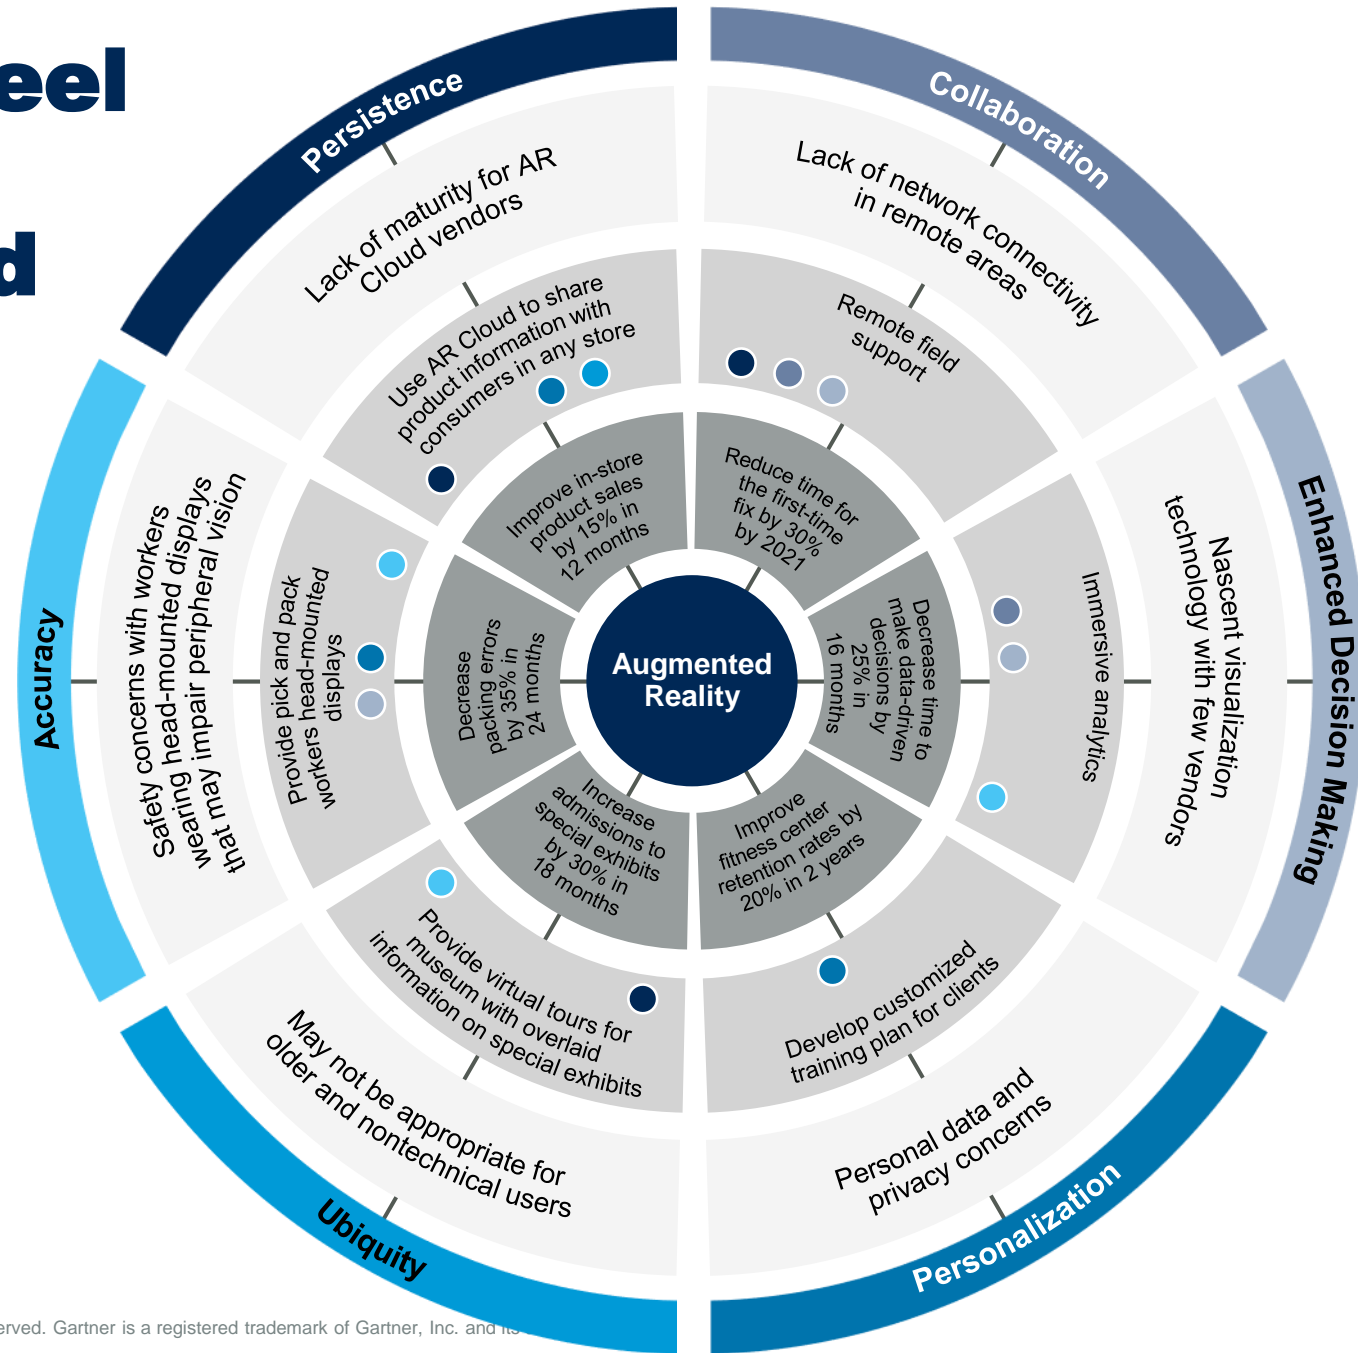 eel
d
Persistence
Lack of maturity for AR
Cloud vendors
Use AR Cloud to share
product information with
consumers in any store
Improve in-store
product sales
by 15% in
12 months
Collaboration
Lack of network connectivity
in remote areas
Remote field
support
Reduce time for
the first-time
fix by 30%
by 2021
Enhanced Decision Making
Nascent visualization
technology with few vendors
Immersive analytics
Decrease time to
make data-driven
decisions by
25% in
16 months
Personalization
Personal data and
privacy concerns
Develop customized
training plan for clients
Improve
fitness center
retention rates by
20% in 2 years
Ubiquity
May not be appropriate for
older and nontechnical users
Provide virtual tours for
museum with overlaid
information on special exhibits
Increase
admissions to
special exhibits
by 30% in
18 months
Accuracy
Safety concerns with workers
wearing head-mounted displays
that may impair peripheral vision
Provide pick and pack
workers head-mounted
displays
Decrease
packing errors
by 35% in
24 months
Augmented
Reality
erved. Gartner is a registered trademark of Gartner, Inc. and its